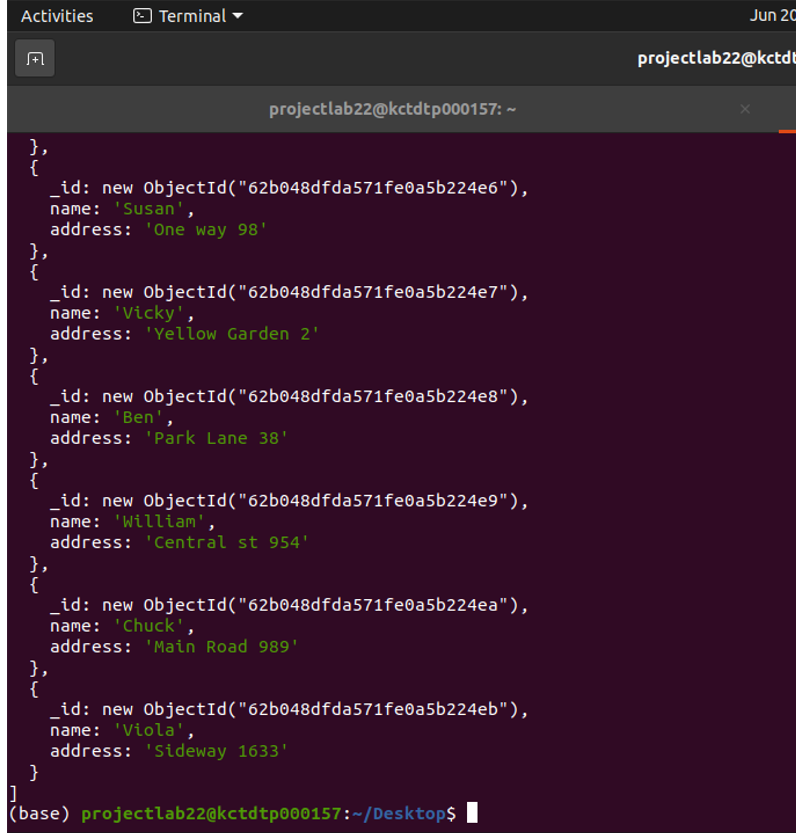 Activities Terminal Jun 20
projectlab22@kctdt
projectlab22@kctdtp000157: ~ ×
},
{
_id: new ObjectId("62b048dfda571fe0a5b224e6"),
name: 'Susan',
address: 'One way 98'
},
{
_id: new ObjectId("62b048dfda571fe0a5b224e7"),
name: 'Vicky',
address: 'Yellow Garden 2'
},
{
_id: new ObjectId("62b048dfda571fe0a5b224e8"),
name: 'Ben',
address: 'Park Lane 38'
},
{
_id: new ObjectId("62b048dfda571fe0a5b224e9"),
name: 'William',
address: 'Central st 954'
},
{
_id: new ObjectId("62b048dfda571fe0a5b224ea"),
name: 'Chuck',
address: 'Main Road 989'
},
{
_id: new ObjectId("62b048dfda571fe0a5b224eb"),
name: 'Viola',
address: 'Sideway 1633'
}
]
(base) projectlab22@kctdtp000157:~/Desktop$